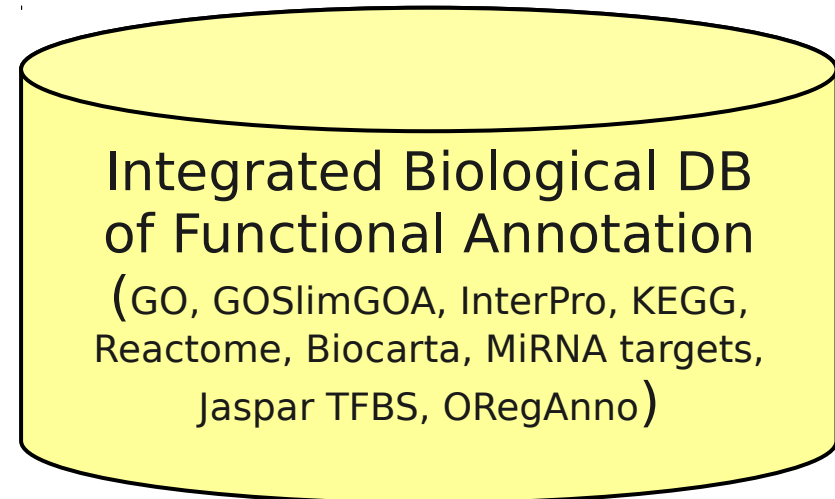 Integrated Biological DB
of Functional Annotation
(GO, GOSlimGOA, InterPro, KEGG,
Reactome, Biocarta, MiRNA targets,
Jaspar TFBS, ORegAnno)